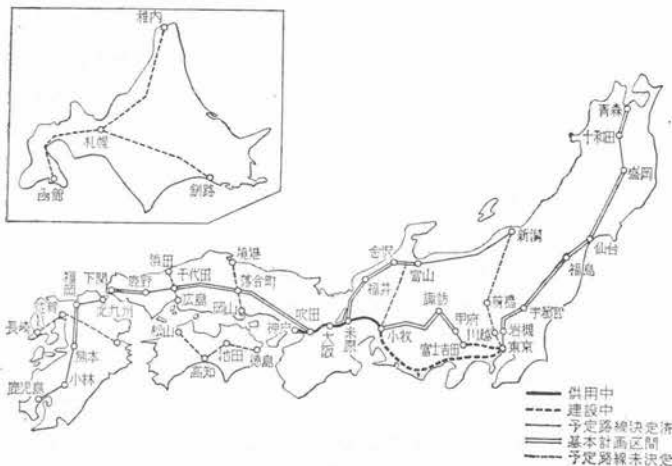 稚内
札幌
函館
釧路
青森
十和田
盛岡
仙台
福島
新潟
宇都宮
前橋
岩槻
川越
東京
金沢
富山
福井
諏訪
甲府
富士吉田
小牧
米原
大阪
吹田
神戸
境港
落合町
岡山
浜田
千代田
広島
鹿野
下関
北九州
福岡
佐賀
長崎
熊本
小林
鹿児島
松山
高知
池田
徳島
供用中
建設中
予定路線決定済
基本計画区間
予定路線未決定